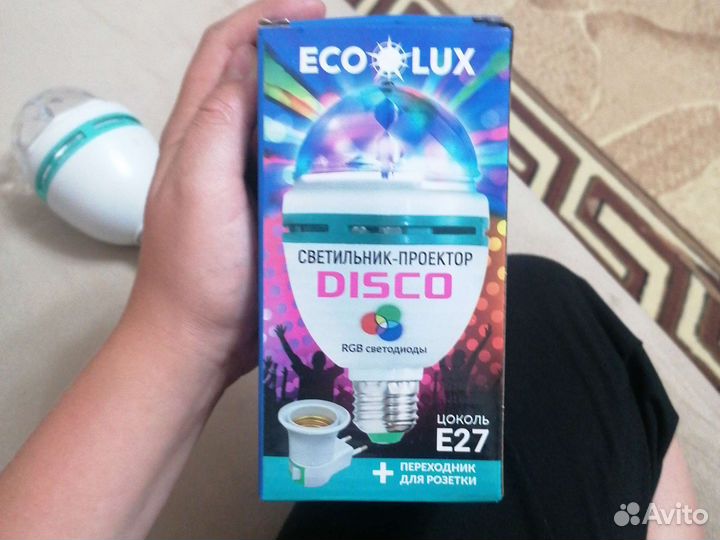 ECO LUX
СВЕТИЛЬНИК-ПРОЕКТОР
DISCO
RGB светодиоды
ЦОКОЛЬ
E27
+ ПЕРЕХОДНИК
ДЛЯ РОЗЕТКИ
Avito